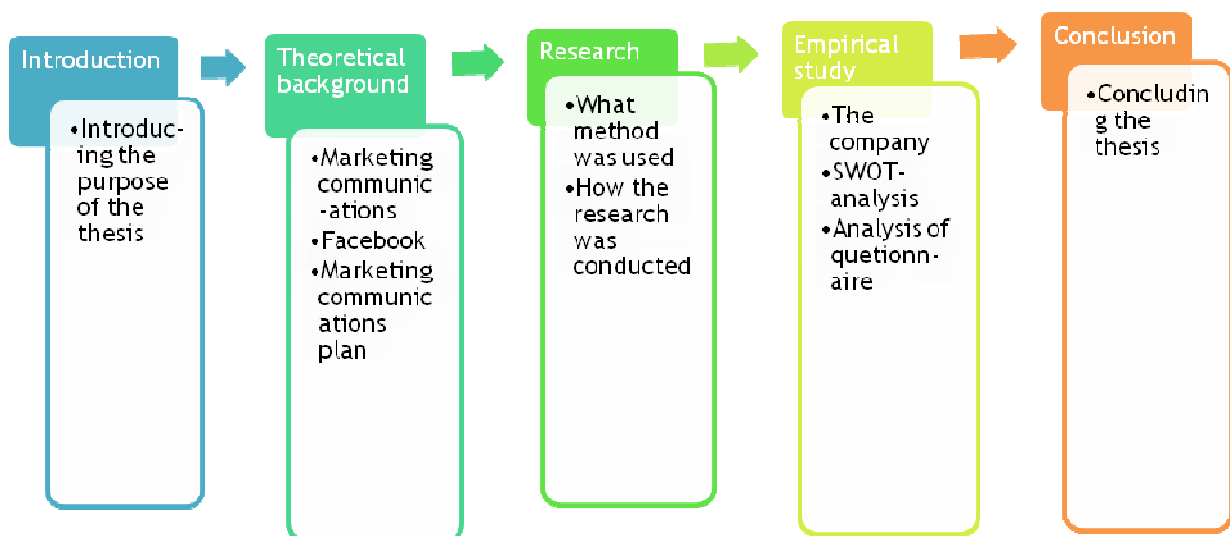 Introduction
•Introduc-
ing the
purpose
of the
thesis
Theoretical
background
•Marketing
communic
-ations
•Facebook
•Marketing
communic
ations
plan
Research
•What
method
was used
•How the
research
was
conducted
Empirical
study
•The
company
•SWOT-
analysis
•Analysis of
quetionn-
aire
Conclusion
•Concludin
g the
thesis